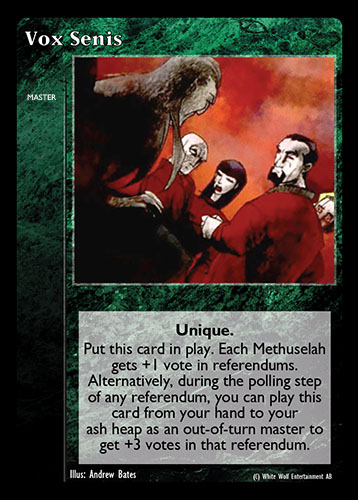 Vox Senis
MASTER
Unique.
Put this card in play. Each Methuselah
gets +1 vote in referendums.
Alternatively, during the polling step
of any referendum, you can play this
card from your hand to your
ash heap as an out-of-turn master to
get +3 votes in that referendum.
Illus: Andrew Bates
(C) White Wolf Entertainment AB